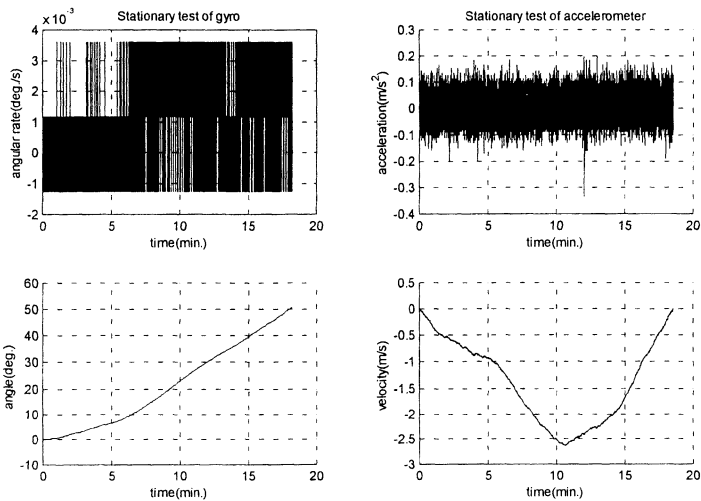 Stationary test of gyro
x 10^-3
4
3
2
1
0
-1
-2
angular rate(deg./s)
0 5 10 15 20
time(min.)
Stationary test of accelerometer
0.3
0.2
0.1
0
-0.1
-0.2
-0.3
0.4
acceleration(m/s²)
0 5 10 15 20
time(min.)
60
50
40
30
20
10
0
-10
angle(deg.)
0 5 10 15 20
time(min.)
0.5
0
-0.5
-1
-1.5
-2
-2.5
-3
velocity(m/s)
0 5 10 15 20
time(min.)